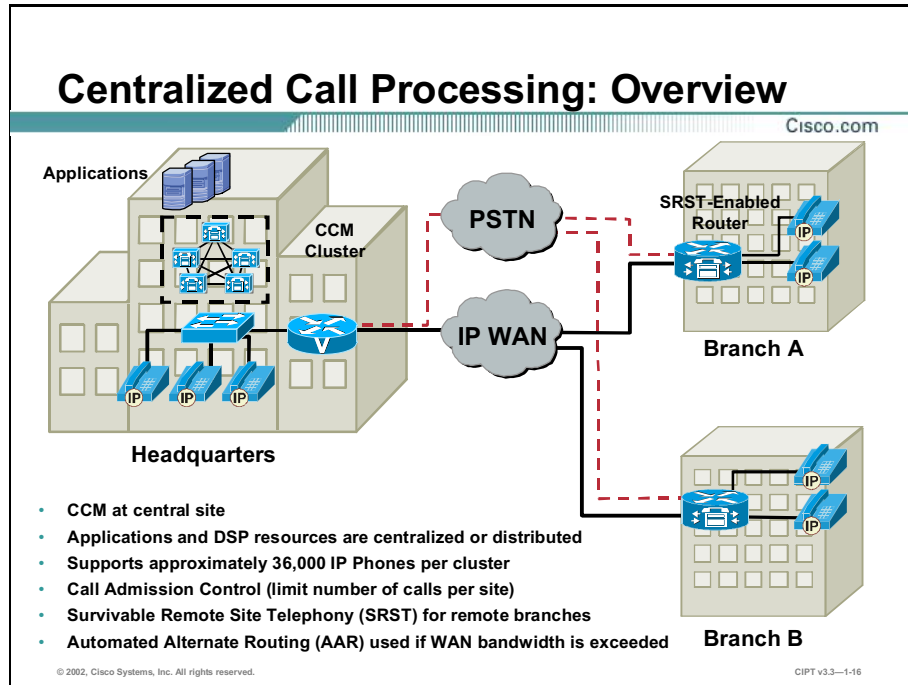 Centralized Call Processing: Overview
Cisco.com
Applications
CCM
Cluster
PSTN
SRST-Enabled
Router
IP
IP
V
IP WAN
Branch A
IP
IP
IP
Headquarters
IP
IP
Branch B
• CCM at central site
• Applications and DSP resources are centralized or distributed
• Supports approximately 36,000 IP Phones per cluster
• Call Admission Control (limit number of calls per site)
• Survivable Remote Site Telephony (SRST) for remote branches
• Automated Alternate Routing (AAR) used if WAN bandwidth is exceeded
© 2002, Cisco Systems, Inc. All rights reserved.
CIPT v3.3—1-16